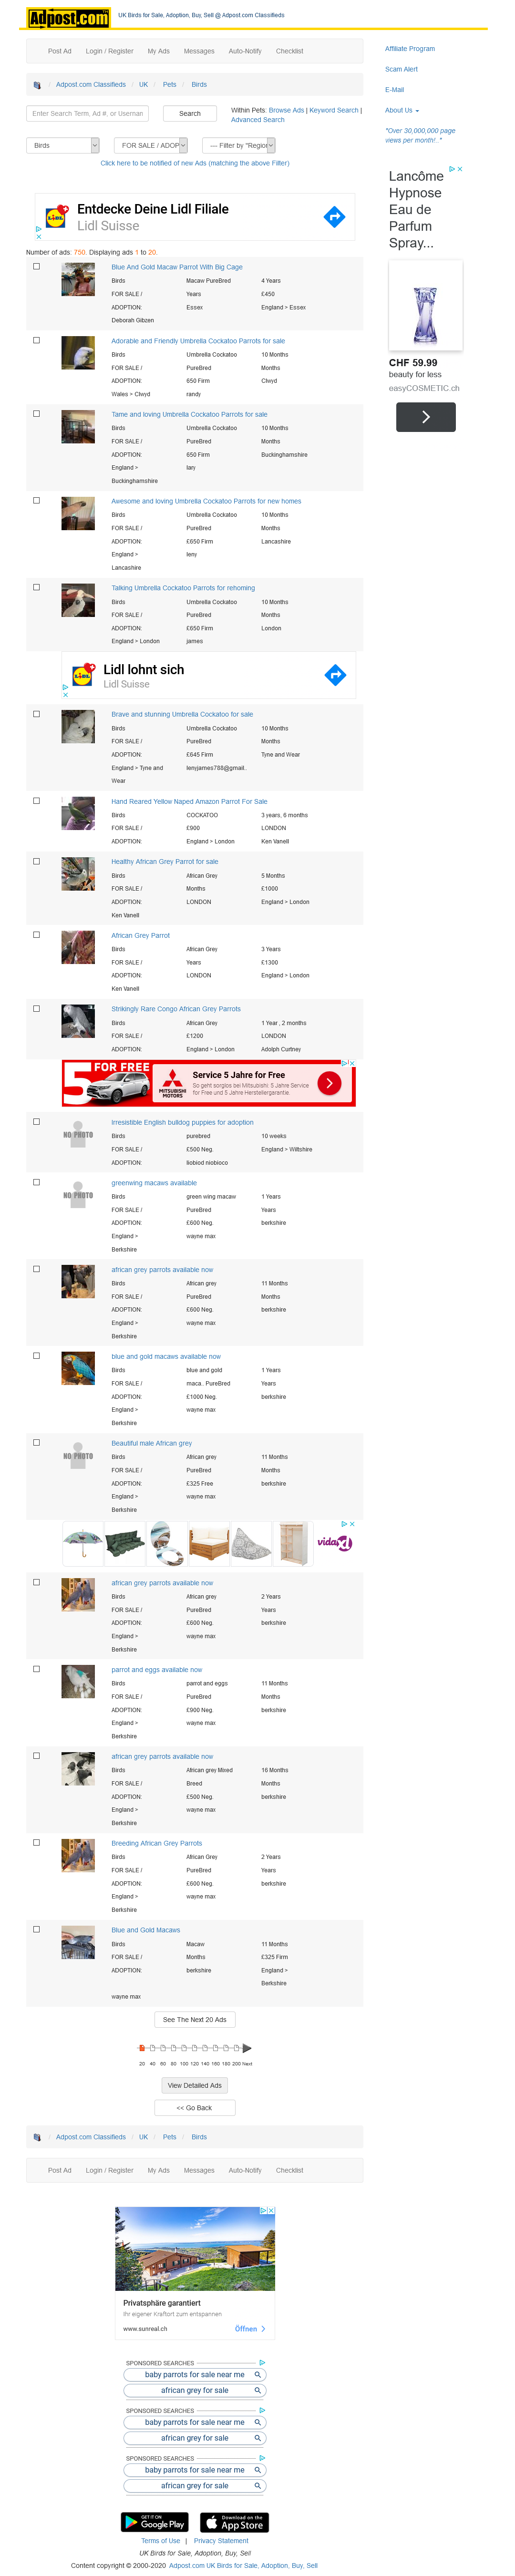 Adpost.com
UK Birds for Sale, Adoption, Buy, Sell @ Adpost.com Classifieds
Post Ad Login / Register My Ads Messages Auto-Notify Checklist
Affiliate Program
Scam Alert
E-Mail
About Us
"Over 30,000,000 page views per month!.."
/ Adpost.com Classifieds / UK / Pets / Birds
Enter Search Term, Ad #, or Usernam
Search
Within Pets: Browse Ads | Keyword Search | Advanced Search
Birds
FOR SALE / ADOP
--- Filter by "Region
Click here to be notified of new Ads (matching the above Filter)
Entdecke Deine Lidl Filiale
Lidl Suisse
Lancôme Hypnose Eau de Parfum Spray...
CHF 59.99
beauty for less
easyCOSMETIC.ch
Number of ads: 750. Displaying ads 1 to 20.
Blue And Gold Macaw Parrot With Big Cage
Birds Macaw PureBred 4 Years
FOR SALE / Years £450
ADOPTION: Essex England > Essex
Deborah Gibzen
Adorable and Friendly Umbrella Cockatoo Parrots for sale
Birds Umbrella Cockatoo 10 Months
FOR SALE / PureBred Months
ADOPTION: 650 Firm Clwyd
Wales > Clwyd randy
Tame and loving Umbrella Cockatoo Parrots for sale
Birds Umbrella Cockatoo 10 Months
FOR SALE / PureBred Months
ADOPTION: 650 Firm Buckinghamshire
England > lary
Buckinghamshire
Awesome and loving Umbrella Cockatoo Parrots for new homes
Birds Umbrella Cockatoo 10 Months
FOR SALE / PureBred Months
ADOPTION: £650 Firm Lancashire
England > leny
Lancashire
Talking Umbrella Cockatoo Parrots for rehoming
Birds Umbrella Cockatoo 10 Months
FOR SALE / PureBred Months
ADOPTION: £650 Firm London
England > London james
Lidl lohnt sich
Lidl Suisse
Brave and stunning Umbrella Cockatoo for sale
Birds Umbrella Cockatoo 10 Months
FOR SALE / PureBred Months
ADOPTION: £645 Firm Tyne and Wear
England > Tyne and lenyjames788@gmail..
Wear
Hand Reared Yellow Naped Amazon Parrot For Sale
Birds COCKATOO 3 years, 6 months
FOR SALE / £900 LONDON
ADOPTION: England > London Ken Vanell
Healthy African Grey Parrot for sale
Birds African Grey 5 Months
FOR SALE / Months £1000
ADOPTION: LONDON England > London
Ken Vanell
African Grey Parrot
Birds African Grey 3 Years
FOR SALE / Years £1300
ADOPTION: LONDON England > London
Ken Vanell
Strikingly Rare Congo African Grey Parrots
Birds African Grey 1 Year , 2 months
FOR SALE / £1200 LONDON
ADOPTION: England > London Adolph Curtney
5 FOR FREE
MITSUBISHI MOTORS
Service 5 Jahre for Free
So geht sorglos bei Mitsubishi. 5 Jahre Service for Free und 5 Jahre Herstellergarantie.
NO PHOTO
Irresistible English bulldog puppies for adoption
Birds purebred 10 weeks
FOR SALE / £500 Neg. England > Wiltshire
ADOPTION: liobiod niobioco
NO PHOTO
greenwing macaws available
Birds green wing macaw 1 Years
FOR SALE / PureBred Years
ADOPTION: £600 Neg. berkshire
England > wayne max
Berkshire
african grey parrots available now
Birds African grey 11 Months
FOR SALE / PureBred Months
ADOPTION: £600 Neg. berkshire
England > wayne max
Berkshire
blue and gold macaws available now
Birds blue and gold 1 Years
FOR SALE / maca.. PureBred Years
ADOPTION: £1000 Neg. berkshire
England > wayne max
Berkshire
NO PHOTO
Beautiful male African grey
Birds African grey 11 Months
FOR SALE / PureBred Months
ADOPTION: £325 Free berkshire
England > wayne max
Berkshire
vidaXL
african grey parrots available now
Birds African grey 2 Years
FOR SALE / PureBred Years
ADOPTION: £600 Neg. berkshire
England > wayne max
Berkshire
parrot and eggs available now
Birds parrot and eggs 11 Months
FOR SALE / PureBred Months
ADOPTION: £900 Neg. berkshire
England > wayne max
Berkshire
african grey parrots available now
Birds African grey Mixed 16 Months
FOR SALE / Breed Months
ADOPTION: £500 Neg. berkshire
England > wayne max
Berkshire
Breeding African Grey Parrots
Birds African Grey 2 Years
FOR SALE / PureBred Years
ADOPTION: £600 Neg. berkshire
England > wayne max
Berkshire
Blue and Gold Macaws
Birds Macaw 11 Months
FOR SALE / Months £325 Firm
ADOPTION: berkshire England >
Berkshire
wayne max
See The Next 20 Ads
20 40 60 80 100 120 140 160 180 200 Next
View Detailed Ads
<< Go Back
/ Adpost.com Classifieds / UK / Pets / Birds
Post Ad Login / Register My Ads Messages Auto-Notify Checklist
Privatsphäre garantiert
Ihr eigener Kraftort zum entspannen
www.sunreal.ch Öffnen
SPONSORED SEARCHES
baby parrots for sale near me
african grey for sale
SPONSORED SEARCHES
baby parrots for sale near me
african grey for sale
SPONSORED SEARCHES
baby parrots for sale near me
african grey for sale
GET IT ON Google Play
Download on the App Store
Terms of Use | Privacy Statement
UK Birds for Sale, Adoption, Buy, Sell
Content copyright © 2000-2020 Adpost.com UK Birds for Sale, Adoption, Buy, Sell